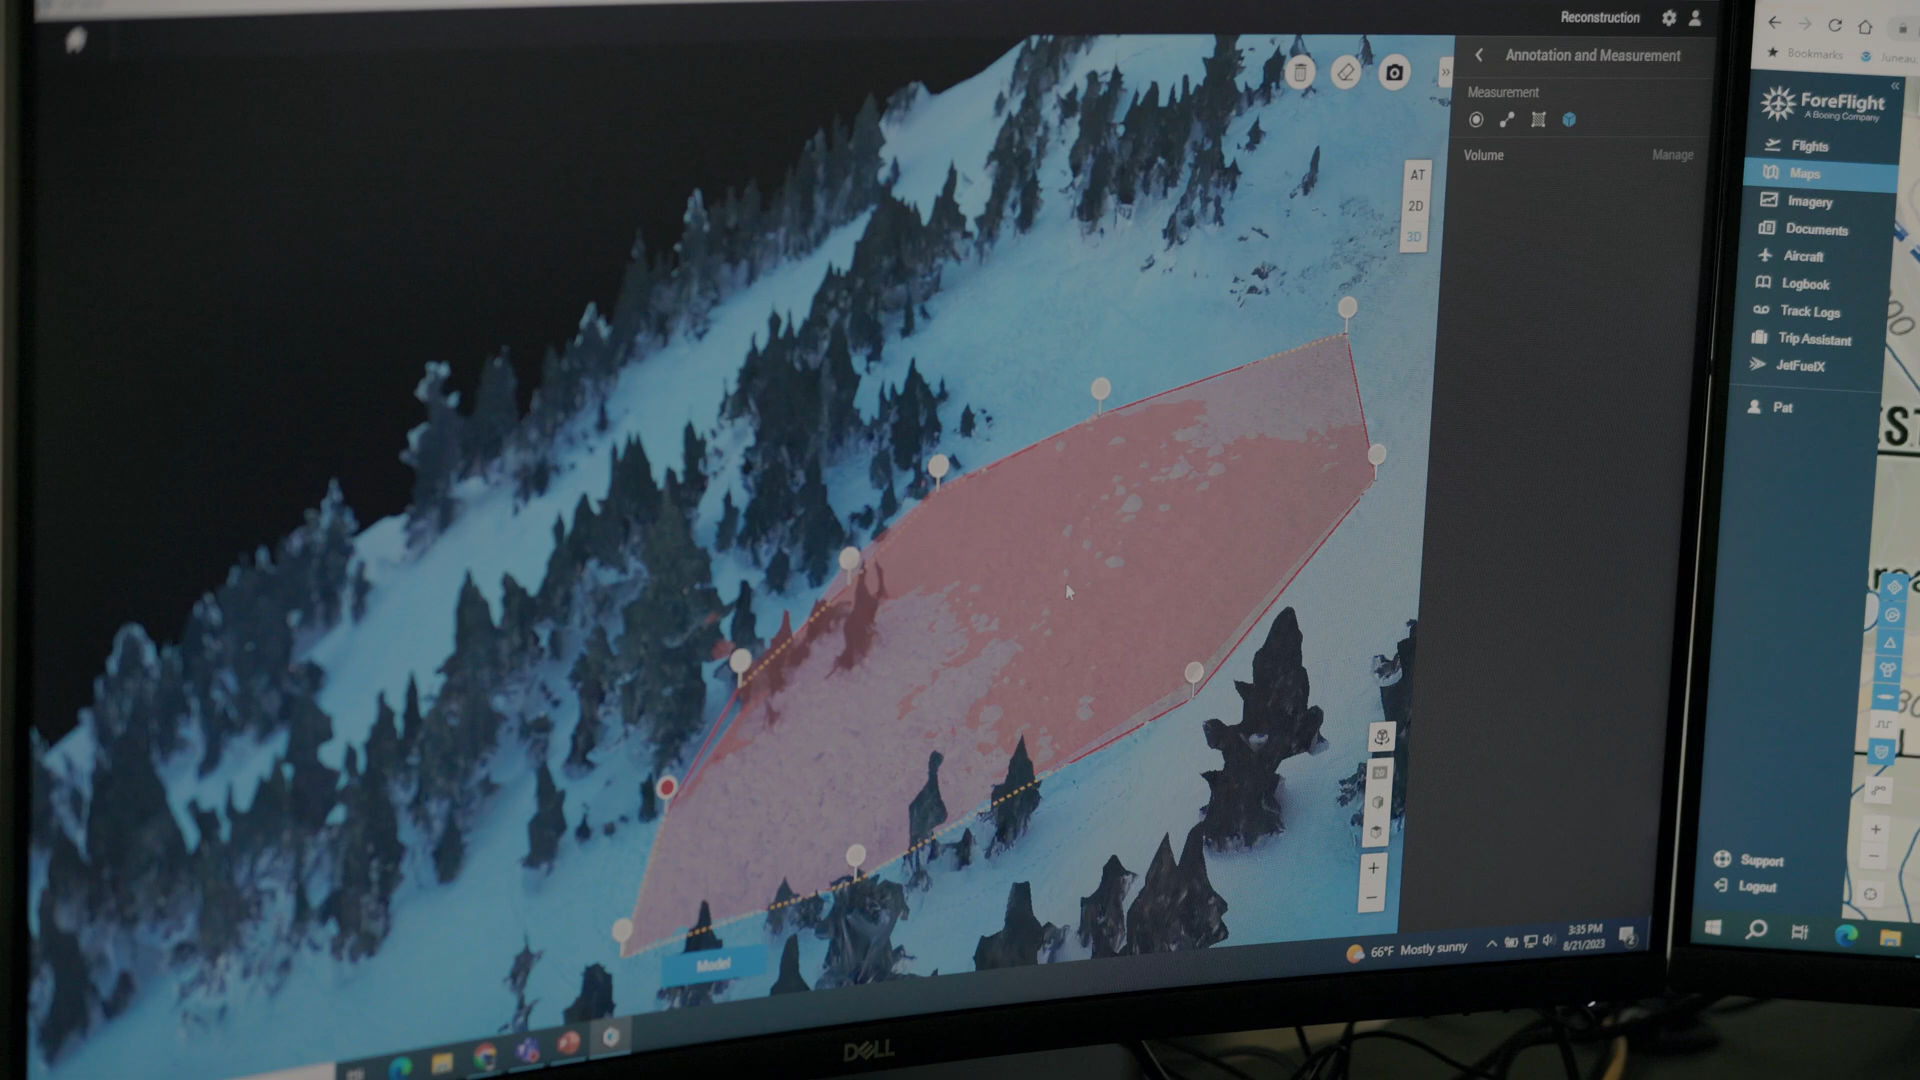 Reconstruction
Annotation and Measurement
Measurement
Volume Manage
AT
2D
3D
Model
66°F Mostly sunny
3:35 PM
8/21/2023
2
DELL
Bookmarks Juneau
ForeFlight
A Boeing Company
Flights
Maps
Imagery
Documents
Aircraft
Logbook
Track Logs
Trip Assistant
JetFuelX
Pat
Support
Logout